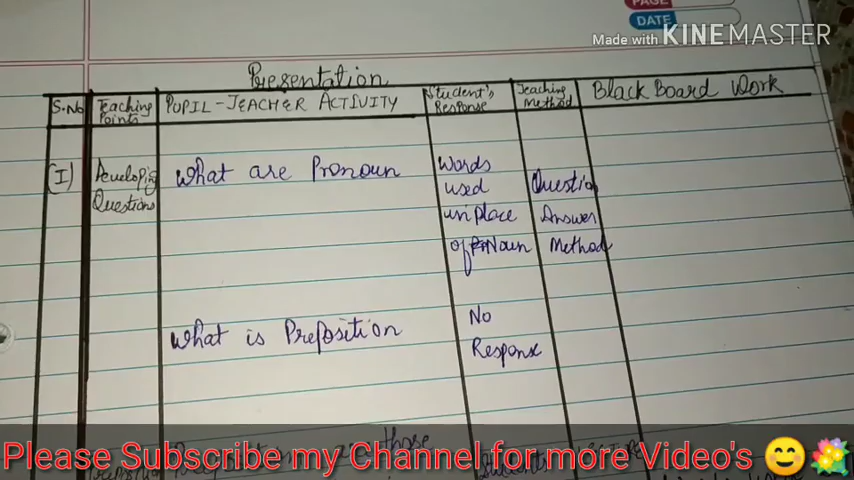 PAGE
DATE
Made with KINEMASTER
Presentation
S.No Teaching Points PUPIL-TEACHER ACTIVITY Student's Response Teaching Method Black Board Work
(I) Developing Questions What are Pronoun Words used in Place of Noun Question Answer Method
What is Preposition No Response
those
Please Subscribe my Channel for more Video's 😊💐